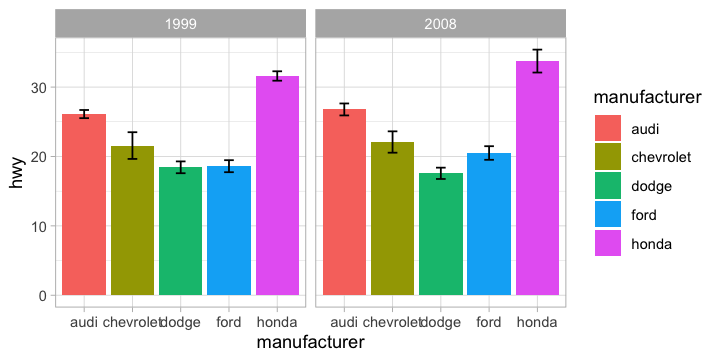 1999 2008
manufacturer
audi
chevrolet
dodge
ford
honda
hwy
30
20
10
0
audi chevrolet dodge ford honda audi chevrolet dodge ford honda
manufacturer